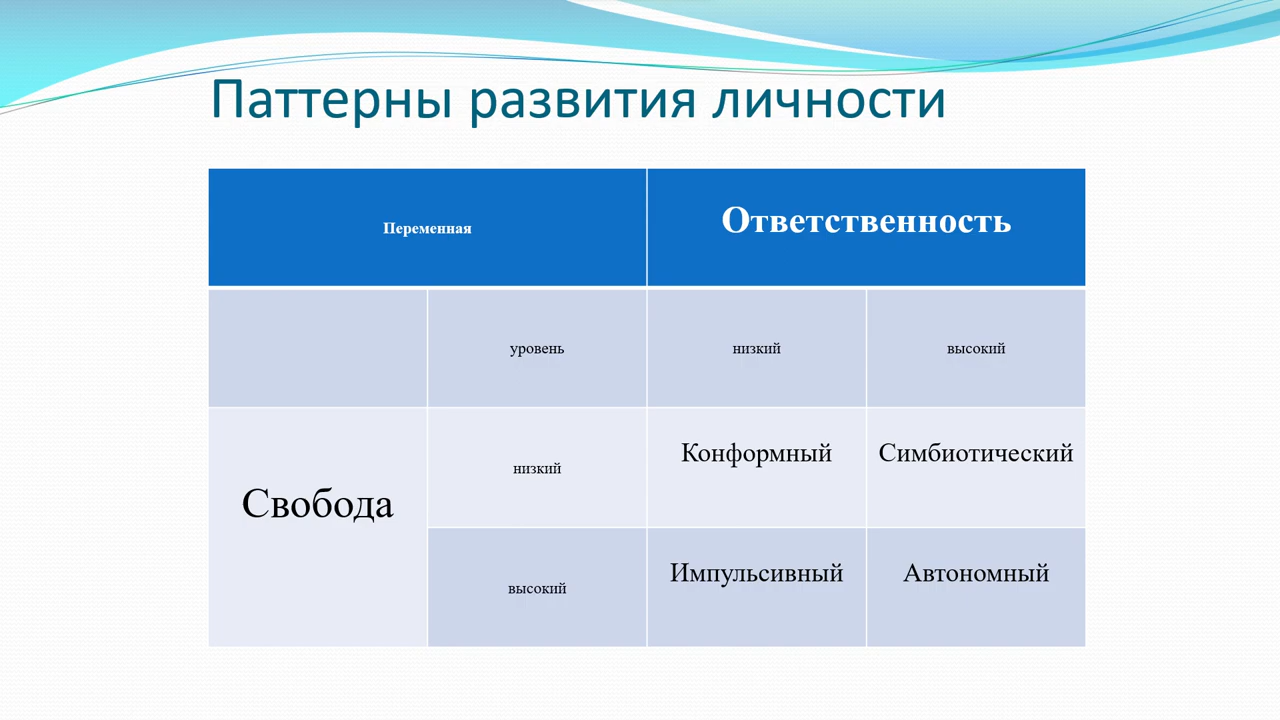 Паттерны развития личности
Переменная
Ответственность
уровень
низкий
высокий
Свобода
низкий
Конформный
Симбиотический
высокий
Импульсивный
Автономный